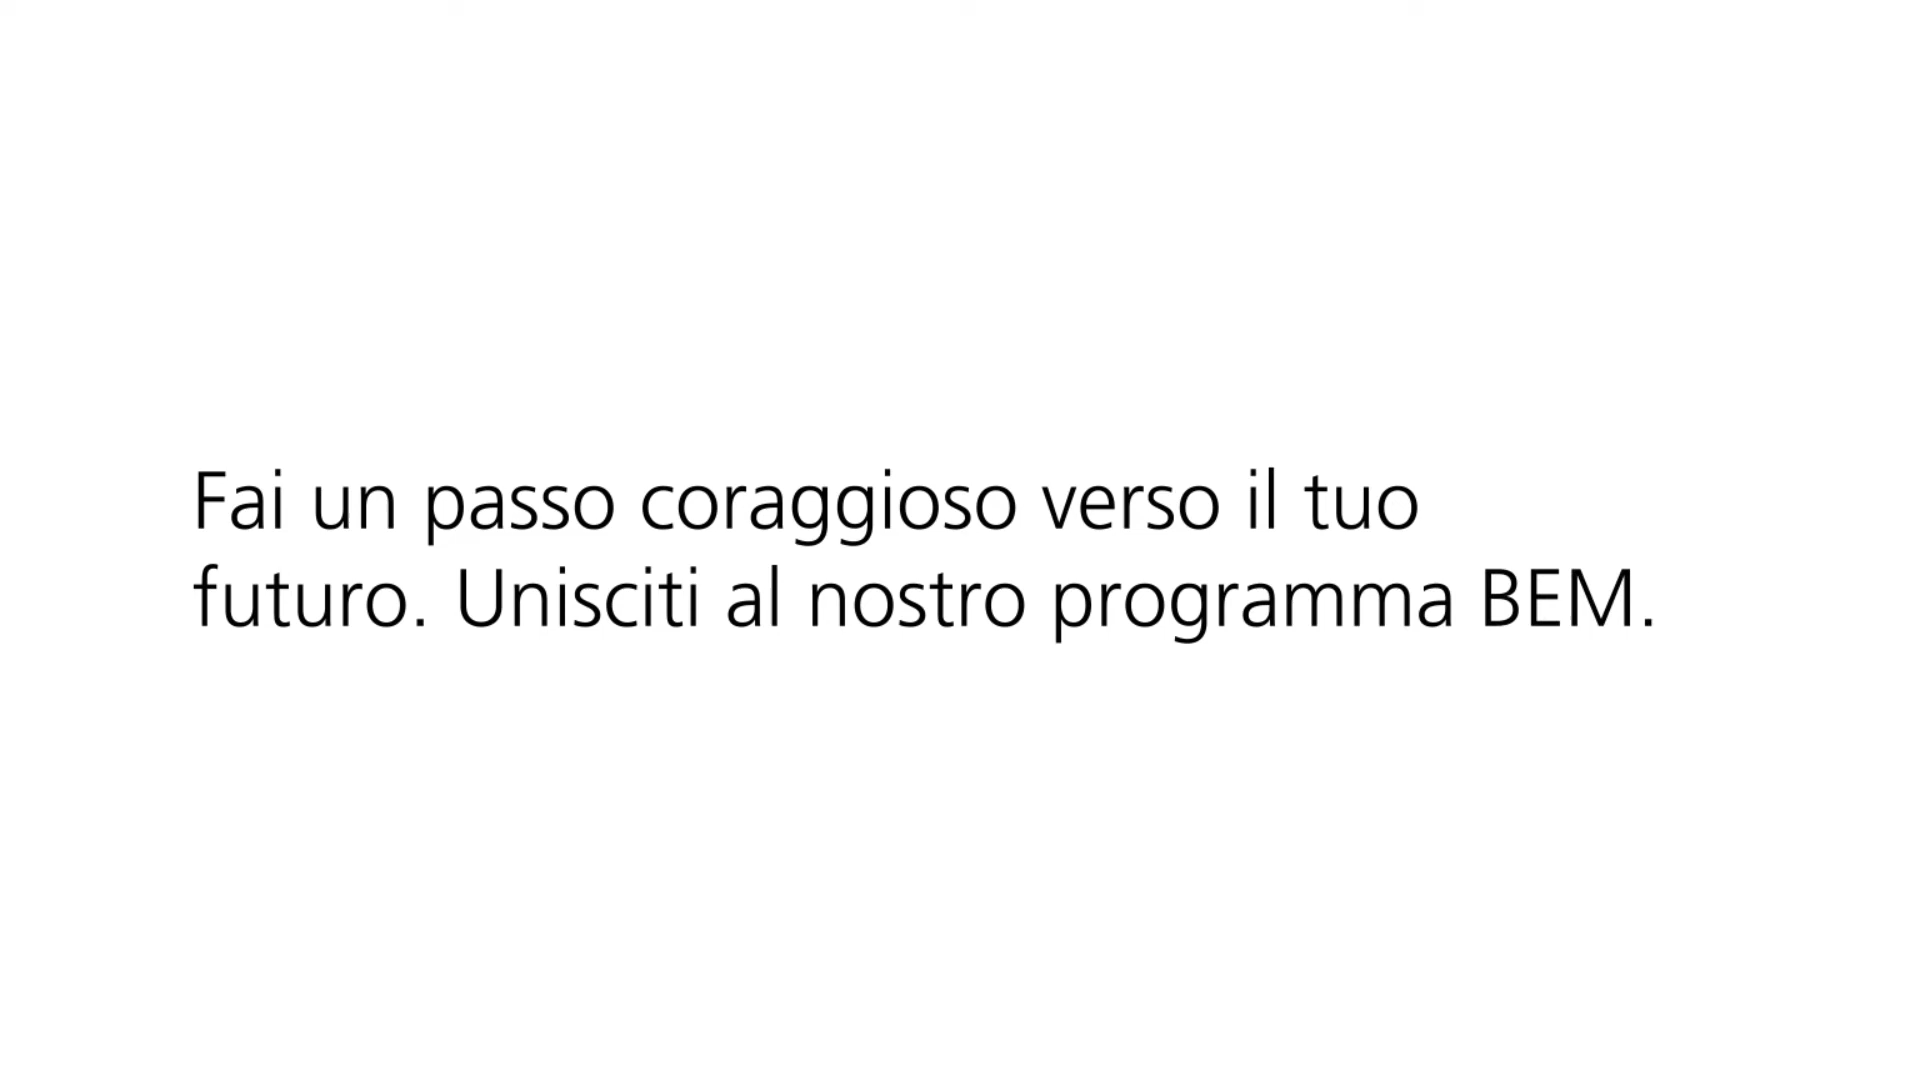 Fai un passo coraggioso verso il tuo
futuro. Unisciti al nostro programma BEM.